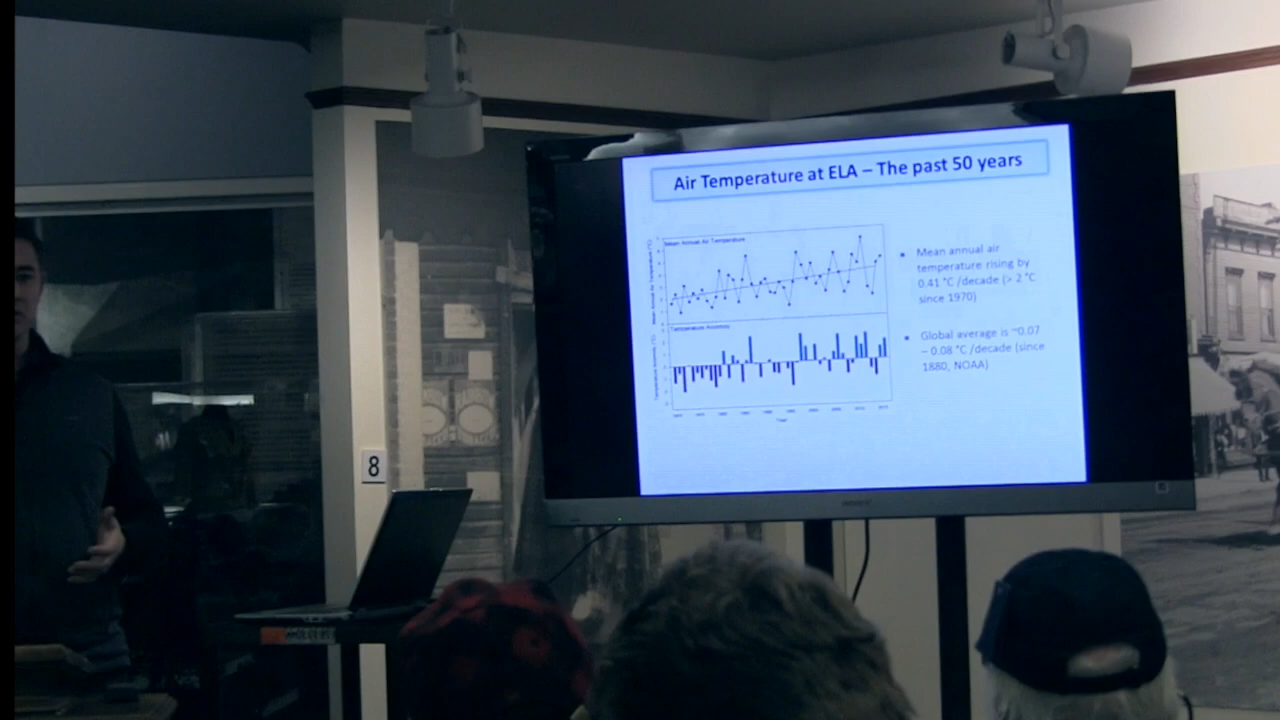 Air Temperature at ELA – The past 50 years
Mean Annual Air Temperature
• Mean annual air
temperature rising by
0.41 °C /decade (> 2 °C
since 1970)
Temperature Anomaly
• Global average is ~0.07
– 0.08 °C /decade (since
1880, NOAA)
Year
8